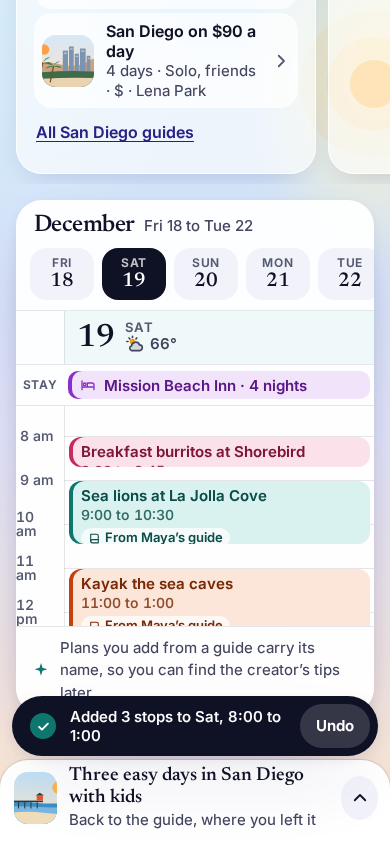 San Diego on $90 a
day
4 days · Solo, friends
· $ · Lena Park
All San Diego guides
December Fri 18 to Tue 22
FRI
18
SAT
19
SUN
20
MON
21
TUE
22
19 SAT
66°
STAY Mission Beach Inn · 4 nights
8 am
Breakfast burritos at Shorebird
9 am
Sea lions at La Jolla Cove
9:00 to 10:30
From Maya's guide
10
am
11
am
Kayak the sea caves
11:00 to 1:00
From Maya's guide
12
pm
Plans you add from a guide carry its
name, so you can find the creator's tips
later
Added 3 stops to Sat, 8:00 to
1:00
Undo
Three easy days in San Diego
with kids
Back to the guide, where you left it